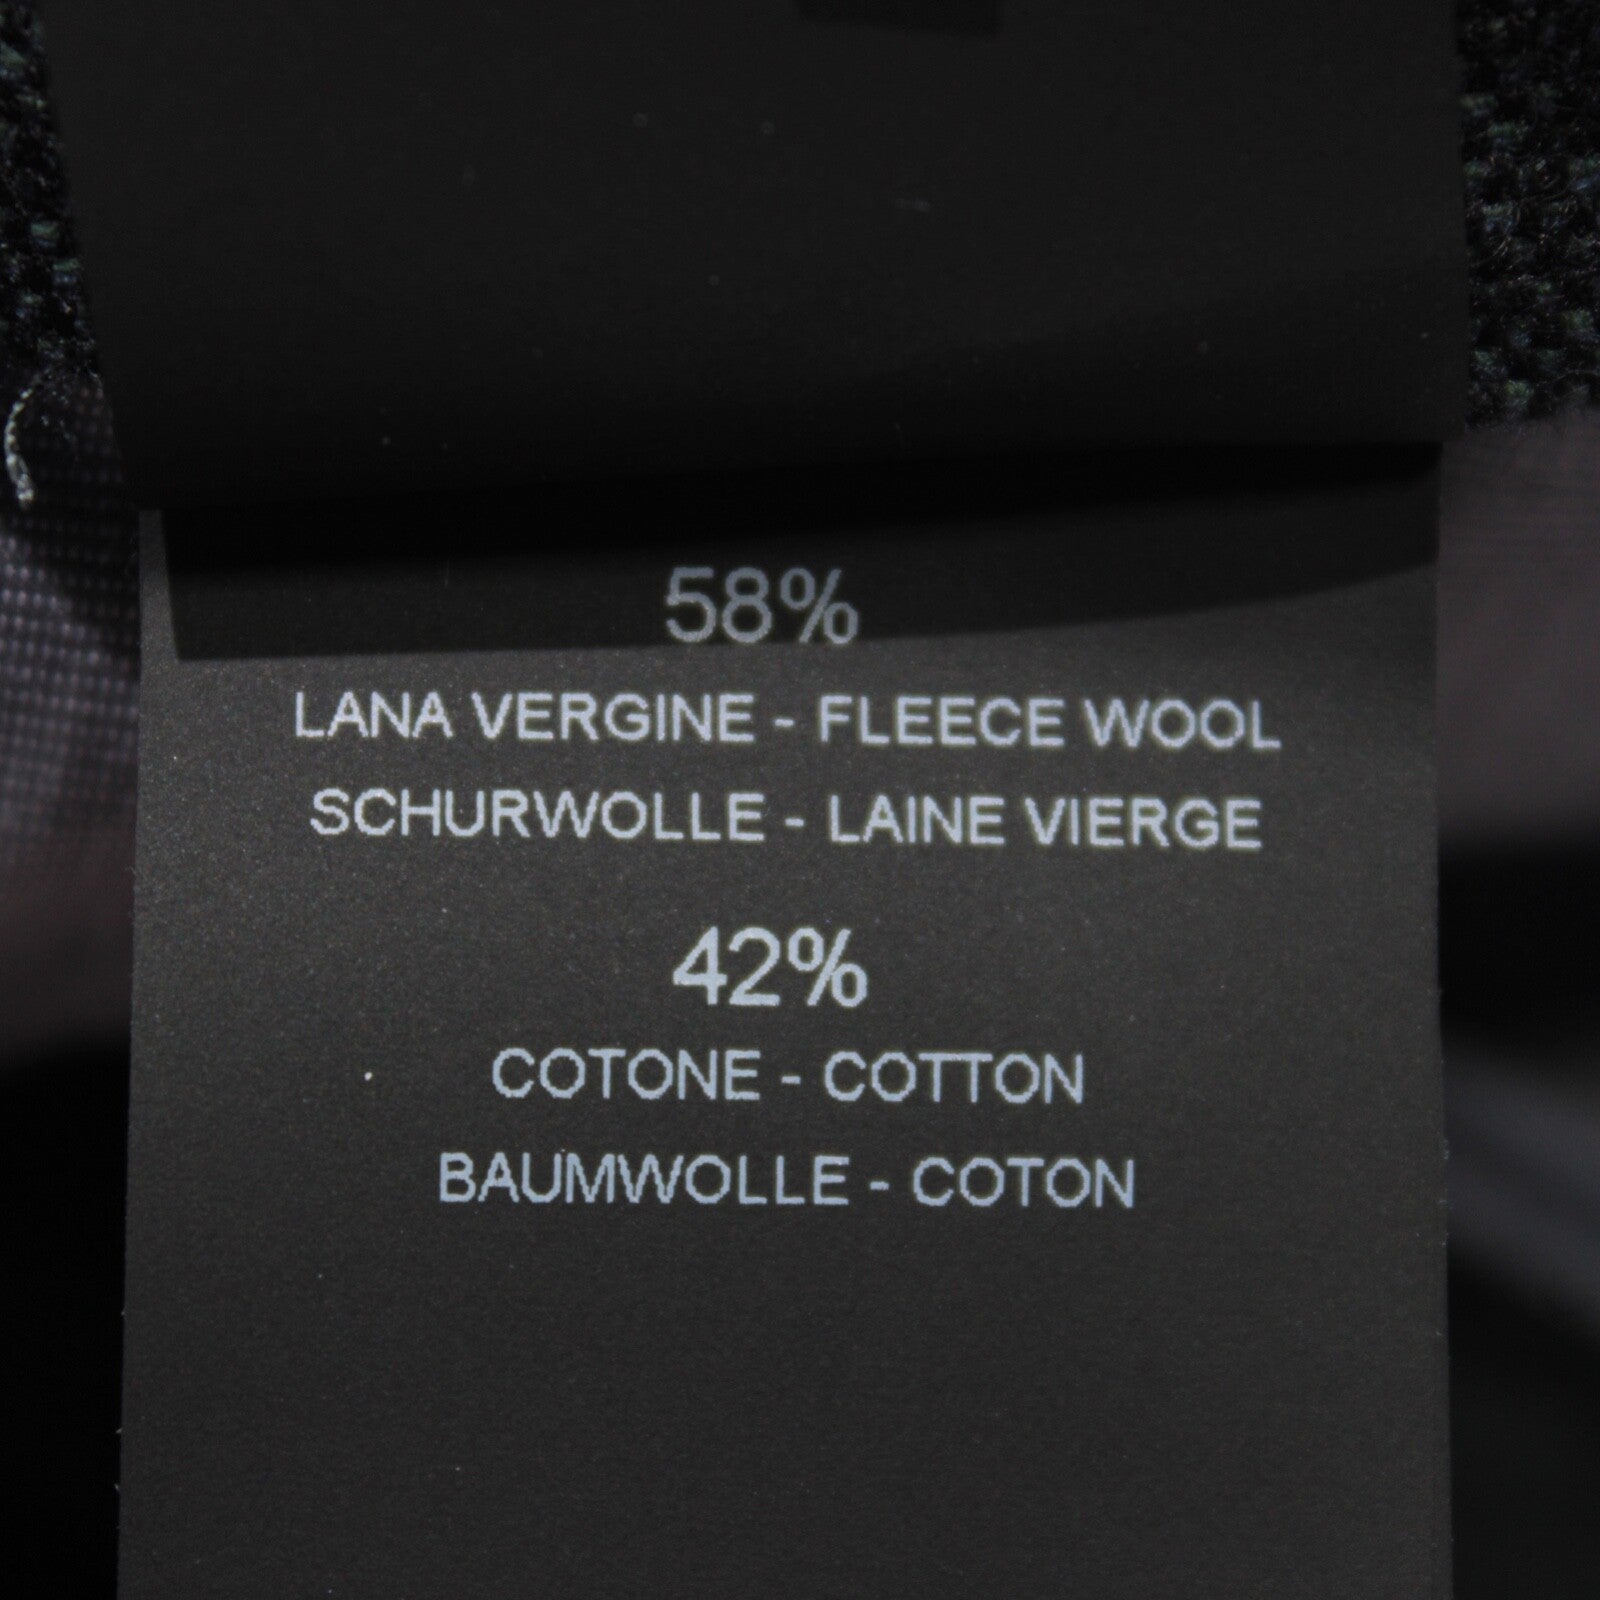 58%
LANA VERGINE - FLEECE WOOL
SCHURWOLLE - LAINE VIERGE
42%
COTONE - COTTON
BAUMWOLLE - COTON